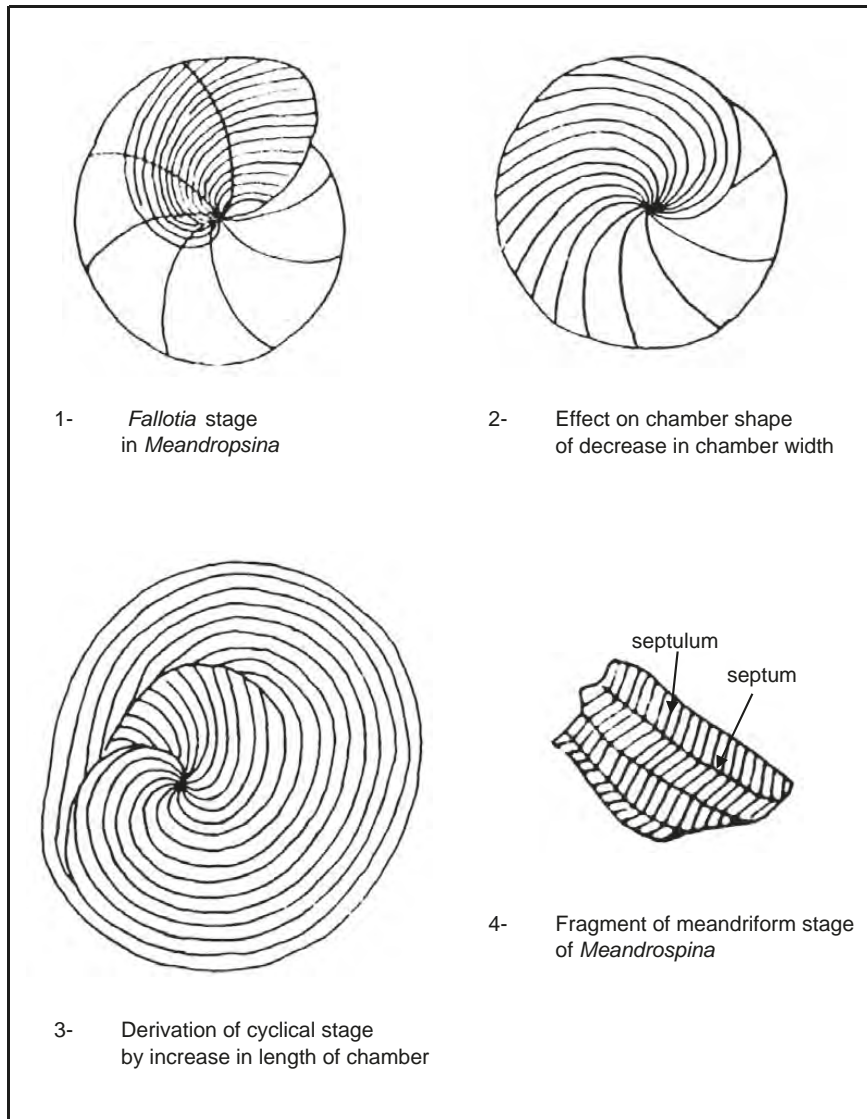 1- Fallotia stage
in Meandropsina
2- Effect on chamber shape
of decrease in chamber width
septulum
septum
4- Fragment of meandriform stage
of Meandrospina
3- Derivation of cyclical stage
by increase in length of chamber